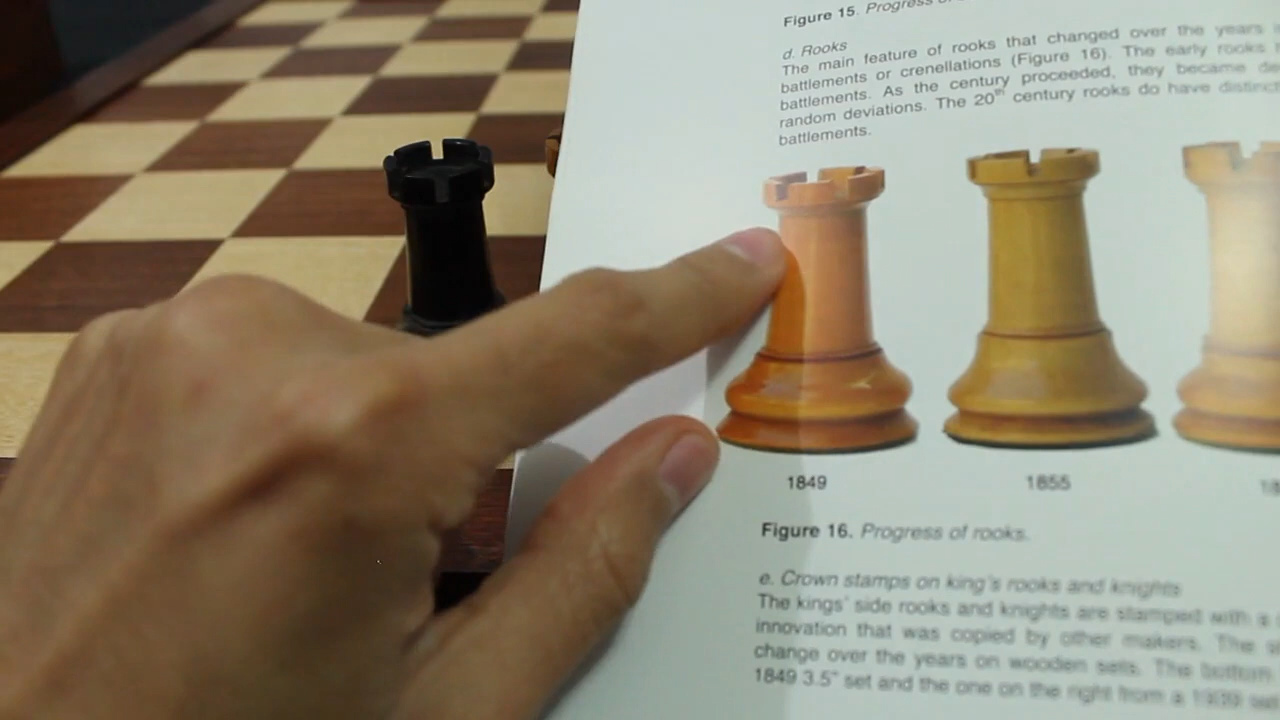 Figure 15. Progress
d. Rooks
The main feature of rooks that changed over the years
battlements or crenellations (Figure 16). The early rooks
battlements. As the century proceeded, they became
random deviations. The 20th century rooks do have distinct
battlements.
1849
1855
Figure 16. Progress of rooks.
e. Crown stamps on king's rooks and knights
The kings' side rooks and knights are stamped with a
innovation that was copied by other makers. The
change over the years on wooden sets. The bottom
1849 3.5" set and the one on the right from a 1939